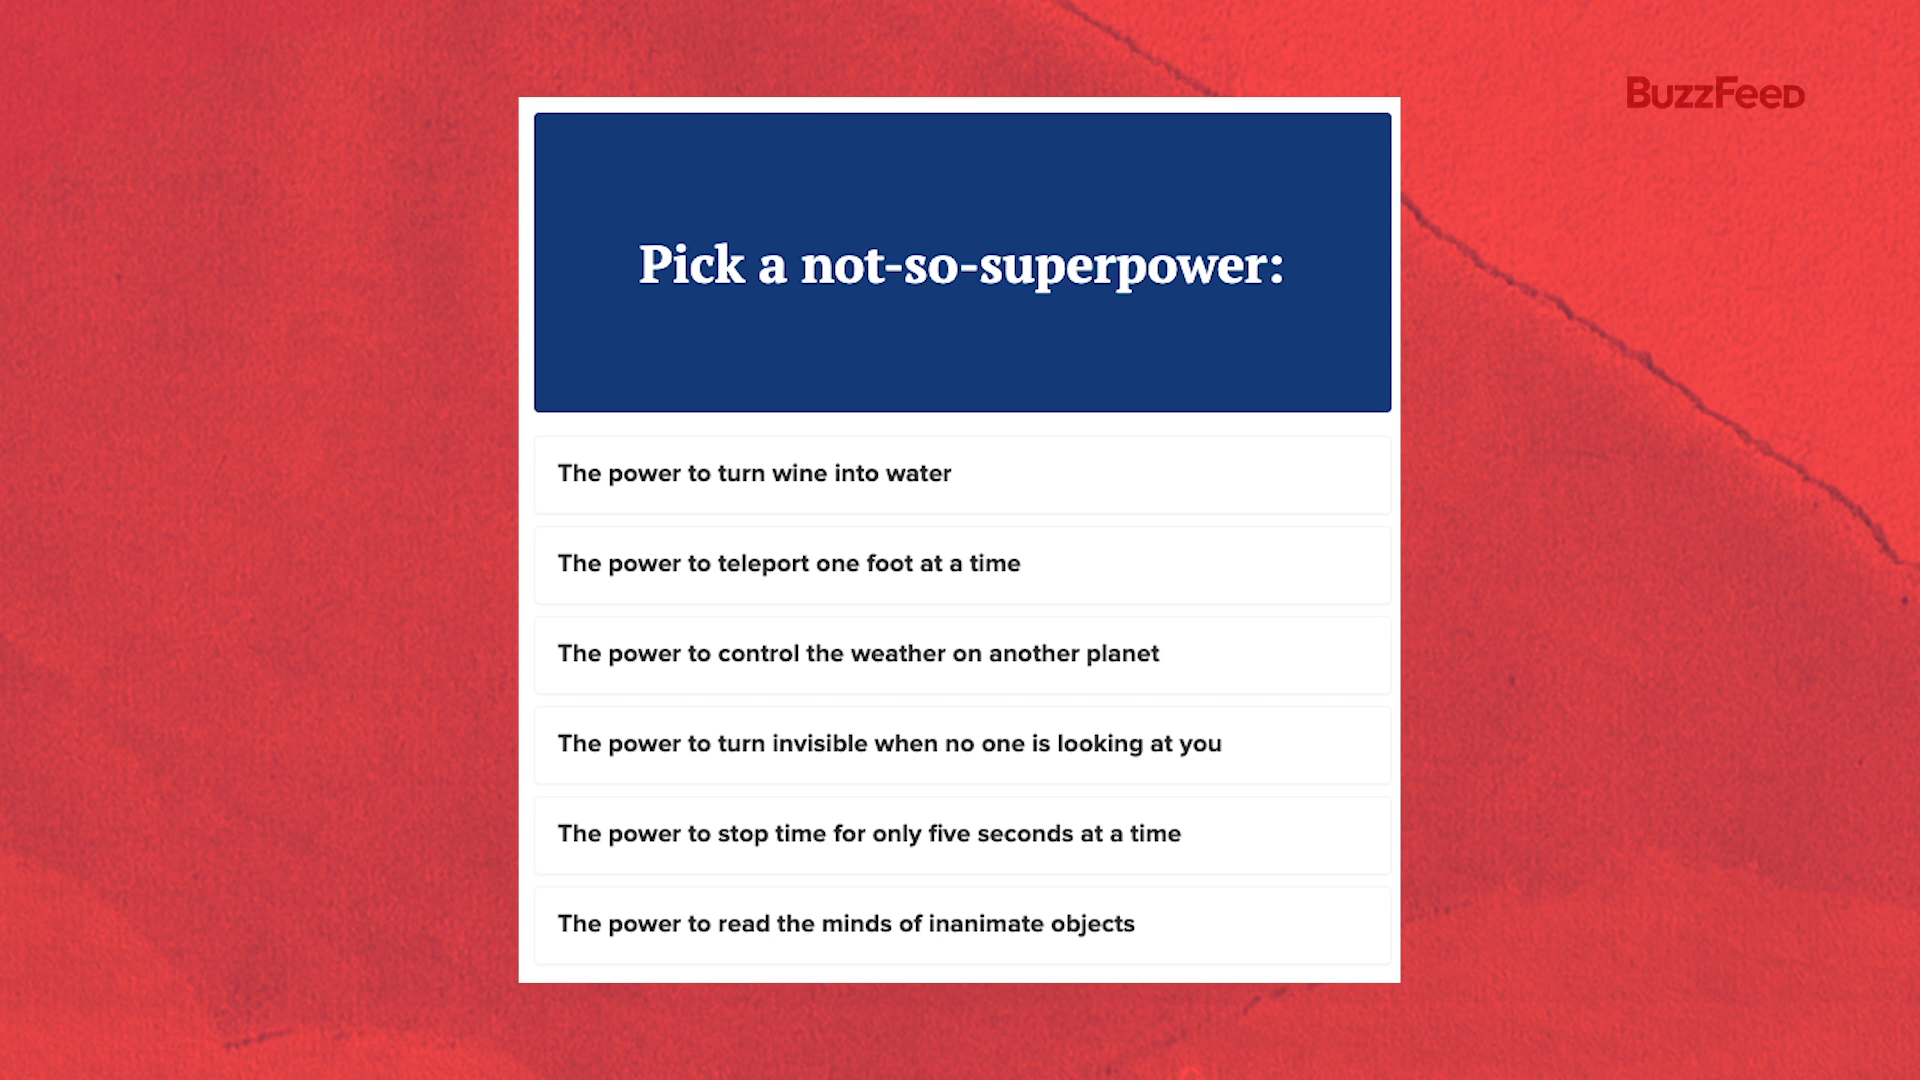 BuzzFeed
Pick a not-so-superpower:
The power to turn wine into water
The power to teleport one foot at a time
The power to control the weather on another planet
The power to turn invisible when no one is looking at you
The power to stop time for only five seconds at a time
The power to read the minds of inanimate objects